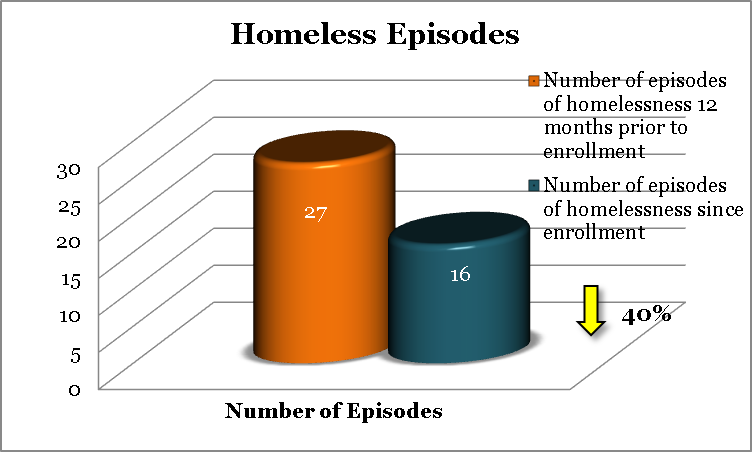 Homeless Episodes
Number of episodes
of homelessness 12
months prior to
enrollment
Number of episodes
of homelessness since
enrollment
30
25
20
15
10
5
0
27
16
40%
Number of Episodes